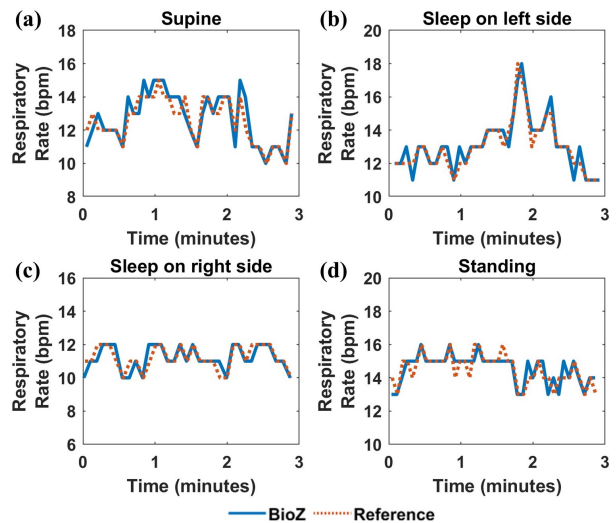 (a) Supine
Respiratory
Rate (bpm)
18
16
14
12
10
8
0 1 2 3
Time (minutes)
(b) Sleep on left side
Respiratory
Rate (bpm)
20
18
16
14
12
10
0 1 2 3
Time (minutes)
(c) Sleep on right side
Respiratory
Rate (bpm)
16
14
12
10
8
6
0 1 2 3
Time (minutes)
(d) Standing
Respiratory
Rate (bpm)
20
18
16
14
12
10
0 1 2 3
Time (minutes)
BioZ Reference